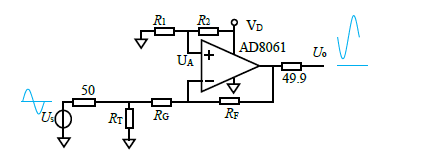 R1 R2 VD
AD8061
UA + Uo
−
49.9
50
Us RT RG RF